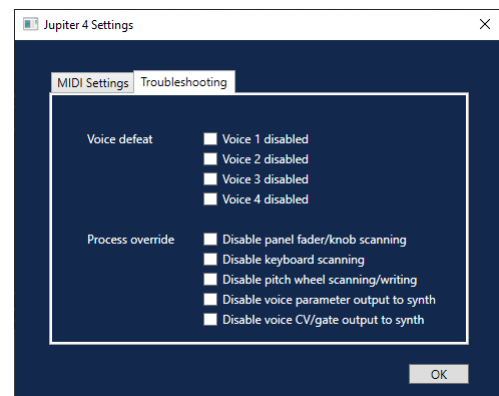 Jupiter 4 Settings
MIDI Settings Troubleshooting
Voice defeat Voice 1 disabled
Voice 2 disabled
Voice 3 disabled
Voice 4 disabled
Process override Disable panel fader/knob scanning
Disable keyboard scanning
Disable pitch wheel scanning/writing
Disable voice parameter output to synth
Disable voice CV/gate output to synth
OK